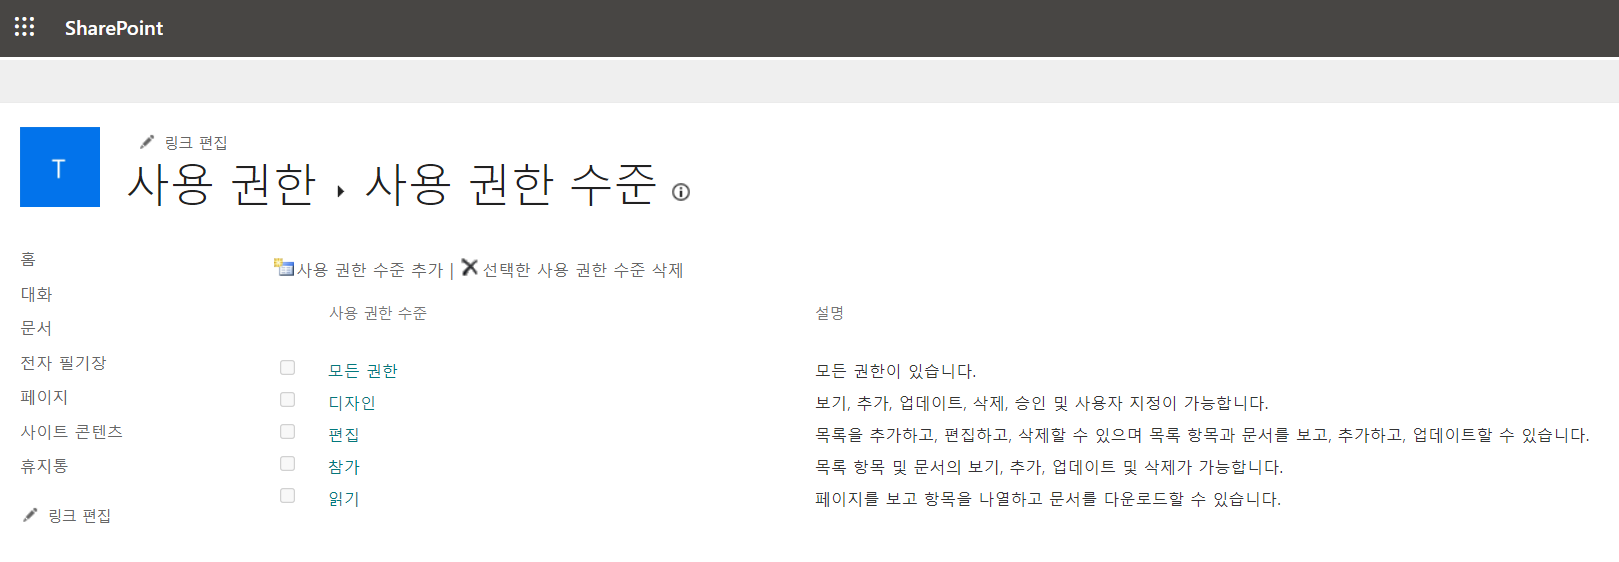 SharePoint
T
링크 편집
사용 권한 ▸ 사용 권한 수준
홈
대화
문서
전자 필기장
페이지
사이트 콘텐츠
휴지통
링크 편집
사용 권한 수준 추가 | 선택한 사용 권한 수준 삭제
사용 권한 수준 설명
모든 권한 모든 권한이 있습니다.
디자인 보기, 추가, 업데이트, 삭제, 승인 및 사용자 지정이 가능합니다.
편집 목록을 추가하고, 편집하고, 삭제할 수 있으며 목록 항목과 문서를 보고, 추가하고, 업데이트할 수 있습니다.
참가 목록 항목 및 문서의 보기, 추가, 업데이트 및 삭제가 가능합니다.
읽기 페이지를 보고 항목을 나열하고 문서를 다운로드할 수 있습니다.